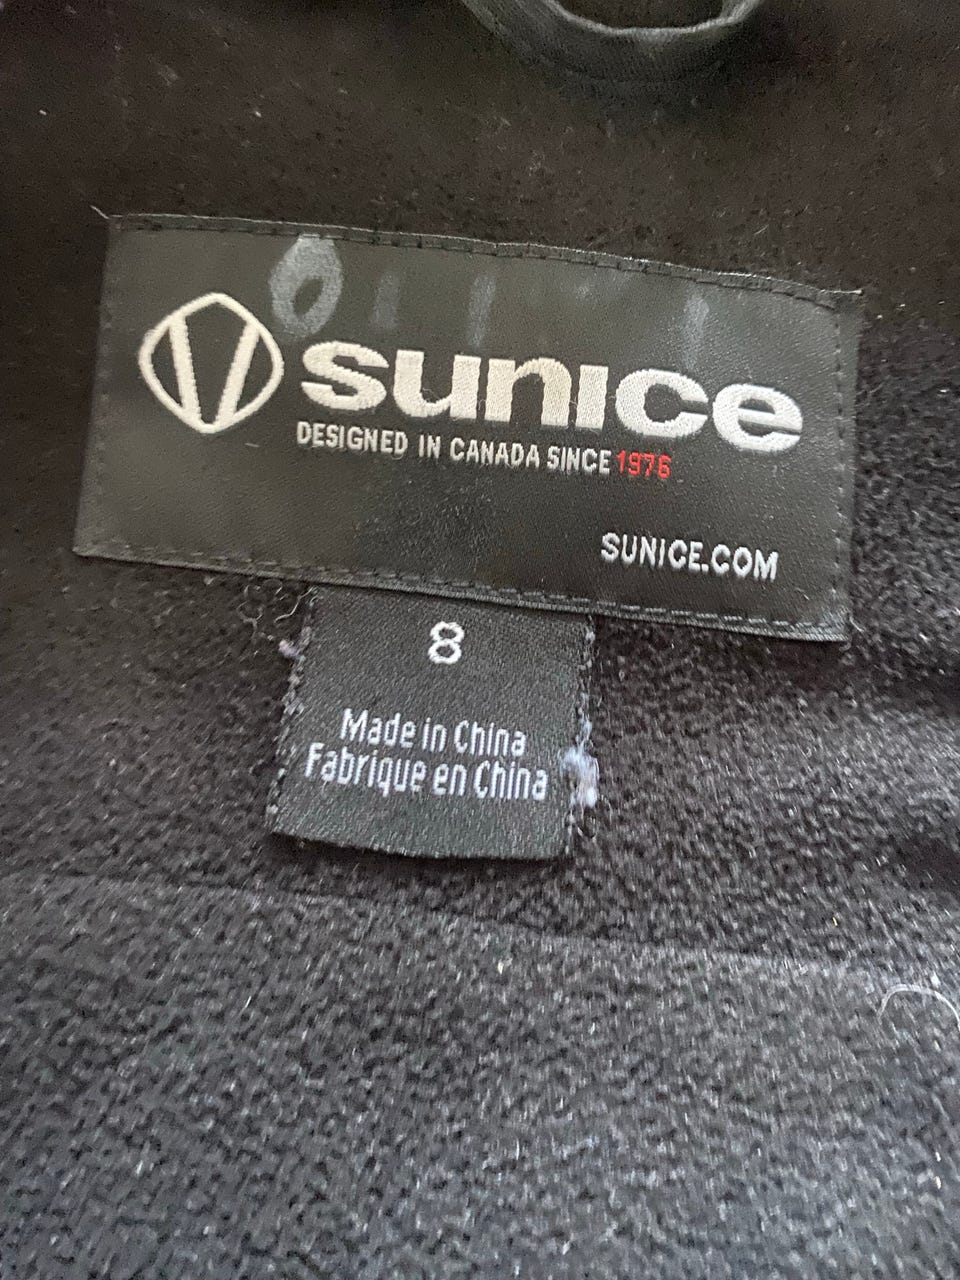 sunice
DESIGNED IN CANADA SINCE 1976
SUNICE.COM
8
Made in China
Fabrique en China